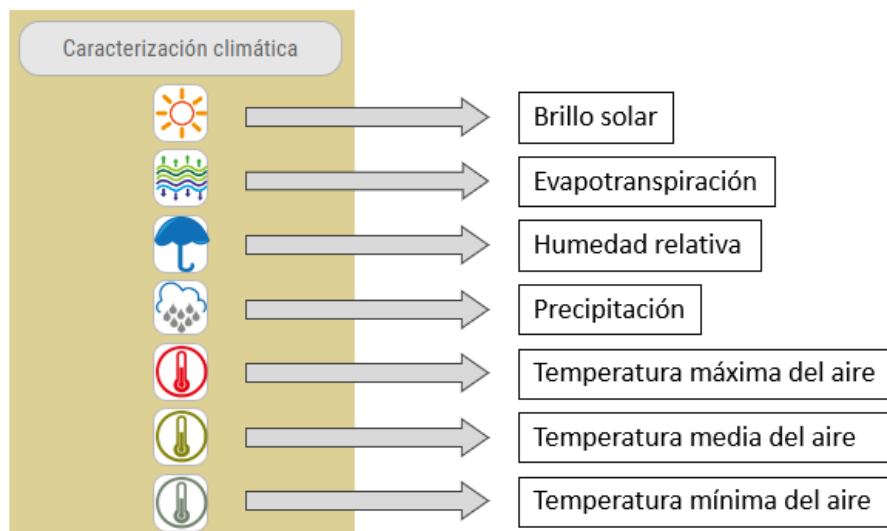 Caracterización climática
Brillo solar
Evapotranspiración
Humedad relativa
Precipitación
Temperatura máxima del aire
Temperatura media del aire
Temperatura mínima del aire